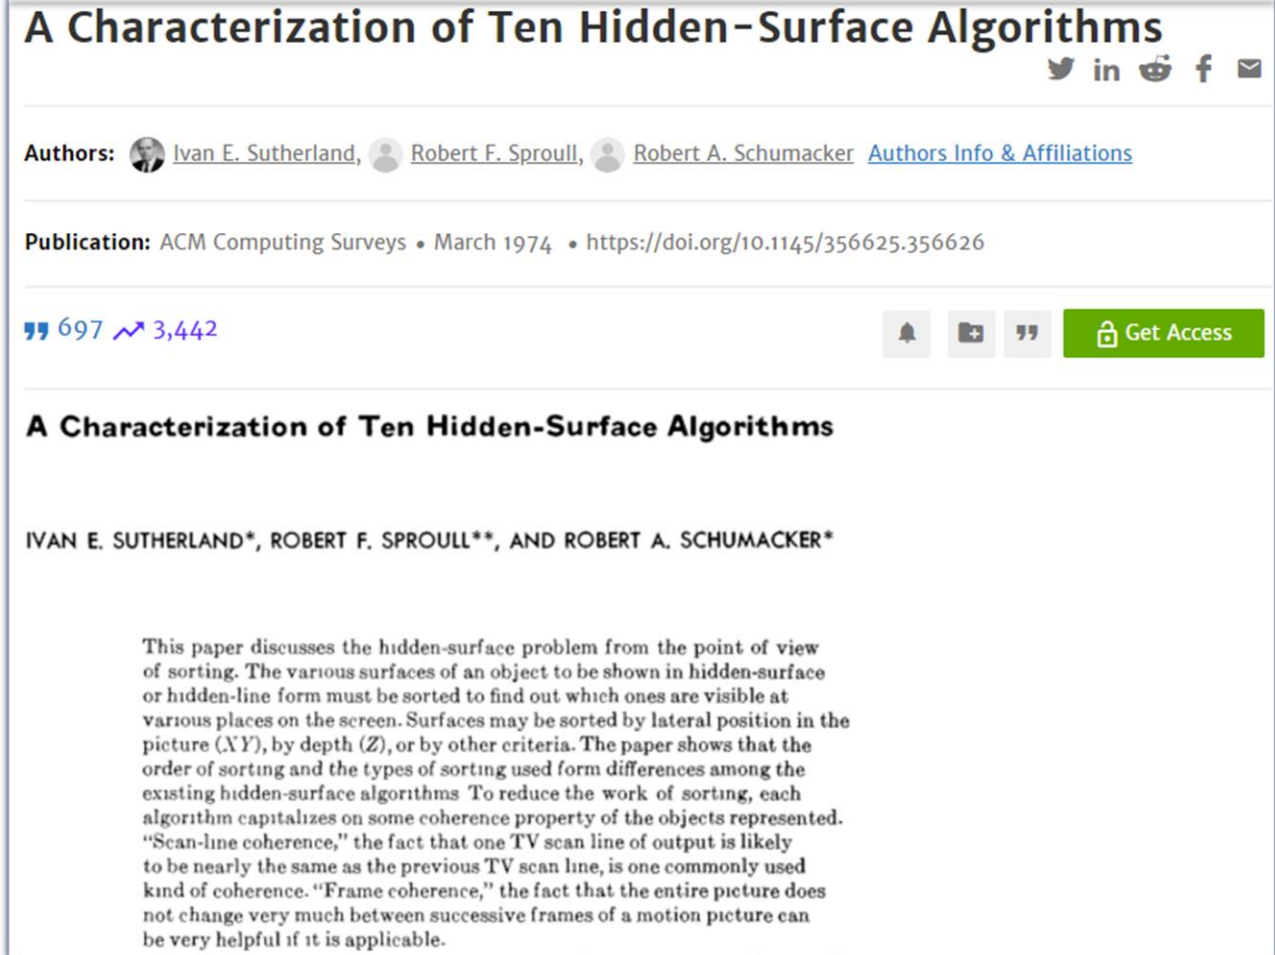 A Characterization of Ten Hidden-Surface Algorithms
Authors: Ivan E. Sutherland, Robert F. Sproull, Robert A. Schumacker Authors Info & Affiliations
Publication: ACM Computing Surveys • March 1974 • https://doi.org/10.1145/356625.356626
697 3,442
Get Access
A Characterization of Ten Hidden-Surface Algorithms
IVAN E. SUTHERLAND*, ROBERT F. SPROULL**, AND ROBERT A. SCHUMACKER*
This paper discusses the hidden-surface problem from the point of view
of sorting. The various surfaces of an object to be shown in hidden-surface
or hidden-line form must be sorted to find out which ones are visible at
various places on the screen. Surfaces may be sorted by lateral position in the
picture (XY), by depth (Z), or by other criteria. The paper shows that the
order of sorting and the types of sorting used form differences among the
existing hidden-surface algorithms To reduce the work of sorting, each
algorithm capitalizes on some coherence property of the objects represented.
“Scan-line coherence,” the fact that one TV scan line of output is likely
to be nearly the same as the previous TV scan line, is one commonly used
kind of coherence. “Frame coherence,” the fact that the entire picture does
not change very much between successive frames of a motion picture can
be very helpful if it is applicable.